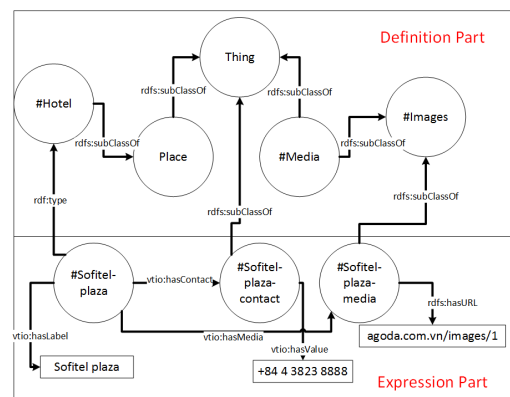 Definition Part
Thing
rdfs:subClassOf
rdfs:subClassOf
#Hotel
#Images
rdfs:subClassOf
Place
#Media
rdfs:subClassOf
rdf:type
rdfs:subClassOf
rdfs:subClassOf
#Sofitel-
plaza
vtio:hasContact
#Sofitel-
plaza-
contact
#Sofitel-
plaza-
media
rdfs:hasURL
vtio:hasLabel
vtio:hasMedia
agoda.com.vn/images/1
vtio:hasValue
Sofitel plaza
+84 4 3823 8888
Expression Part